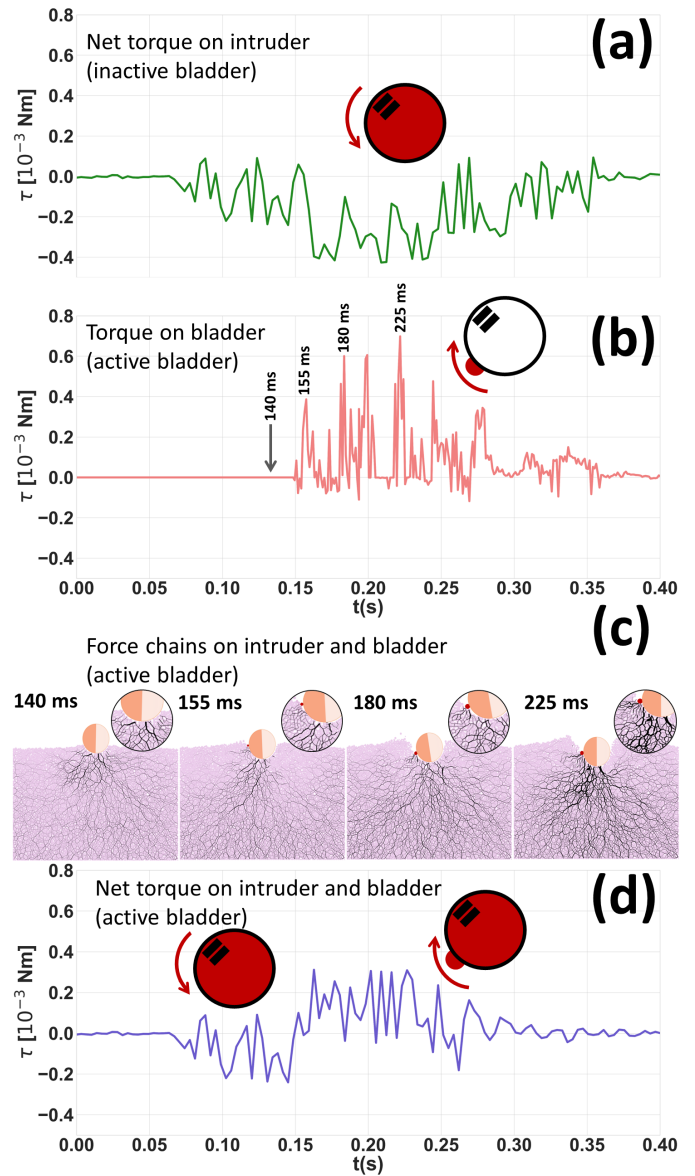 0.8
Net torque on intruder
(inactive bladder)
(a)
0.6
0.4
0.2
0.0
−0.2
−0.4
τ [10⁻³ Nm]
0.8
Torque on bladder
(active bladder)
(b)
0.6
0.4
0.2
0.0
−0.2
−0.4
τ [10⁻³ Nm]
140 ms
155 ms
180 ms
225 ms
0.00 0.05 0.10 0.15 0.20 0.25 0.30 0.35 0.40
t(s)
(c)
Force chains on intruder and bladder
(active bladder)
140 ms 155 ms 180 ms 225 ms
0.8
Net torque on intruder and bladder
(active bladder)
(d)
0.6
0.4
0.2
0.0
−0.2
−0.4
τ [10⁻³ Nm]
0.00 0.05 0.10 0.15 0.20 0.25 0.30 0.35 0.40
t(s)